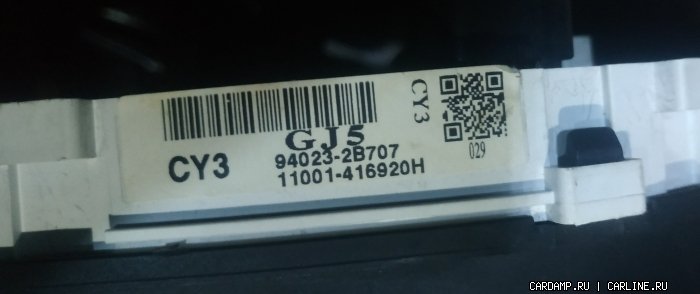 GJ5
CY3
94023-2B707
11001-416920H
CY3
029
CARDAMP.RU | CARLINE.RU